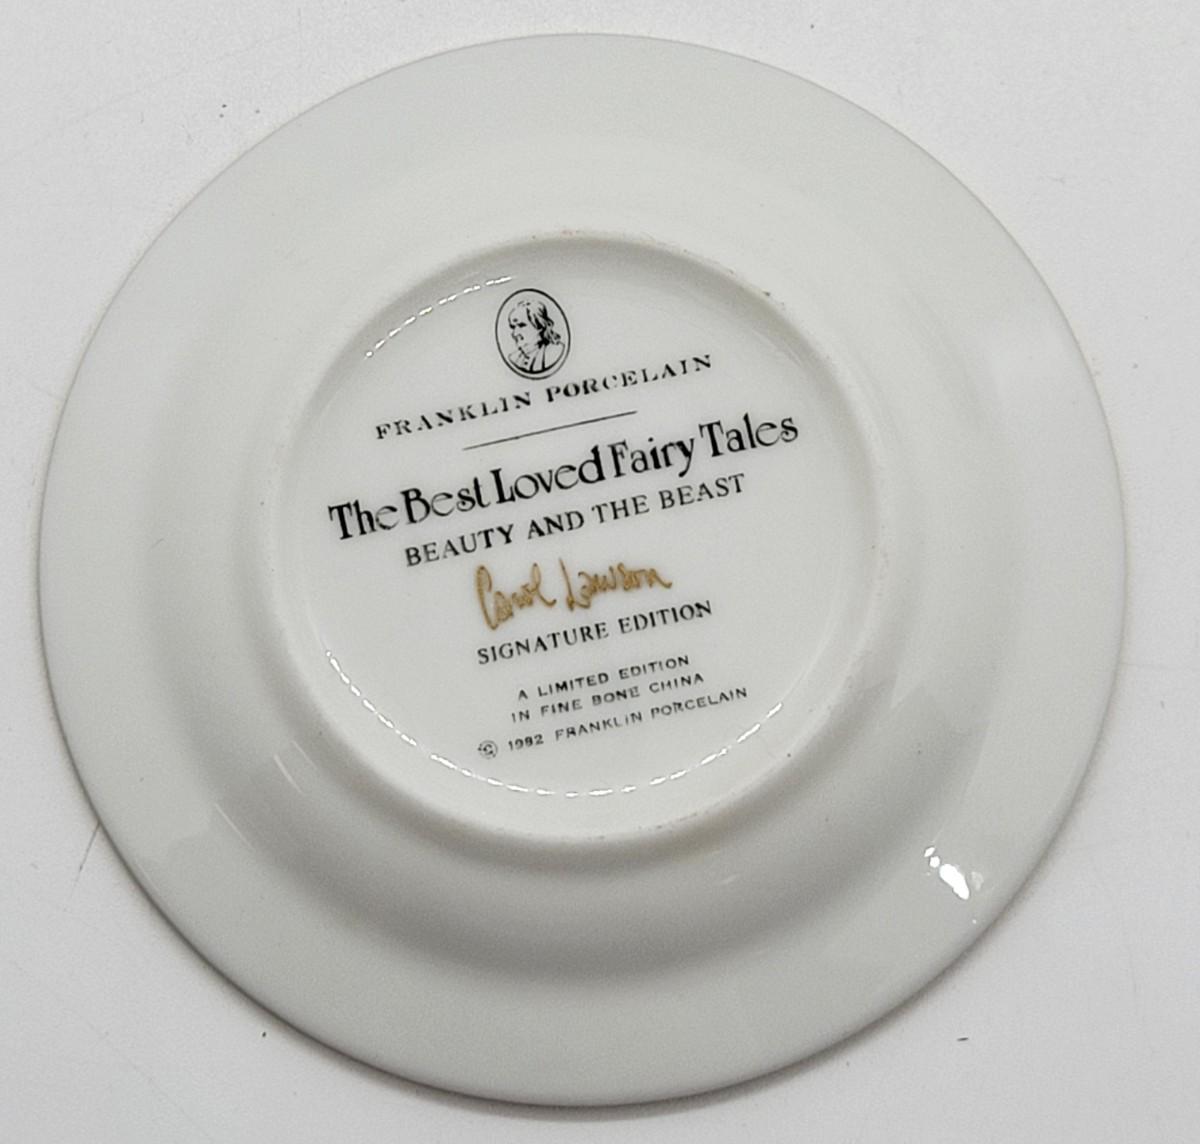 FRANKLIN PORCELAIN
The Best Loved Fairy Tales
BEAUTY AND THE BEAST
Carol Lawson
SIGNATURE EDITION
A LIMITED EDITION
IN FINE BONE CHINA
© 1982 FRANKLIN PORCELAIN